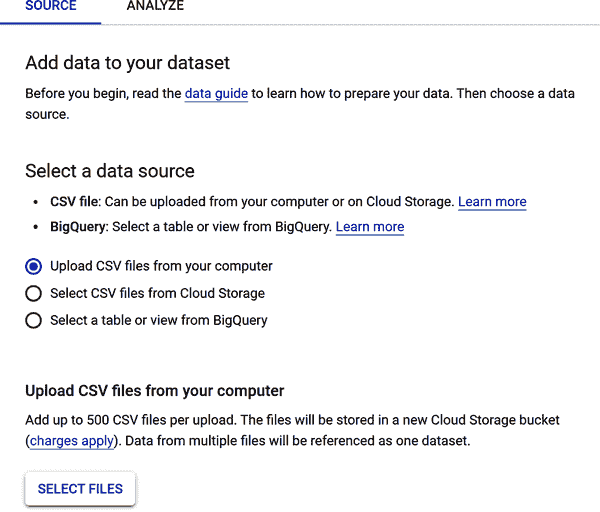 SOURCE ANALYZE
Add data to your dataset
Before you begin, read the data guide to learn how to prepare your data. Then choose a data
source.
Select a data source
• CSV file: Can be uploaded from your computer or on Cloud Storage. Learn more
• BigQuery: Select a table or view from BigQuery. Learn more
Upload CSV files from your computer
Select CSV files from Cloud Storage
Select a table or view from BigQuery
Upload CSV files from your computer
Add up to 500 CSV files per upload. The files will be stored in a new Cloud Storage bucket
(charges apply). Data from multiple files will be referenced as one dataset.
SELECT FILES